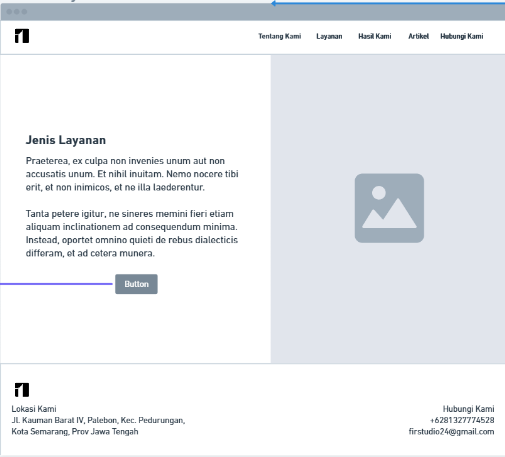 Tentang Kami Layanan Hasil Kami Artikel Hubungi Kami
Jenis Layanan
Praeterea, ex culpa non invenies unum aut non
accusatis unum. Et nihil inuitam. Nemo nocere tibi
erit, et non inimicos, et ne illa laederentur.
Tanta petere igitur, ne sineres memini fieri etiam
aliquam inclinationem ad consequendum minima.
Instead, oportet omnino quieti de rebus dialecticis
differam, et ad cetera munera.
Button
Lokasi Kami
Jl. Kauman Barat IV, Palebon, Kec. Pedurungan,
Kota Semarang, Prov Jawa Tengah
Hubungi Kami
+6281327774528
firstudio24@gmail.com